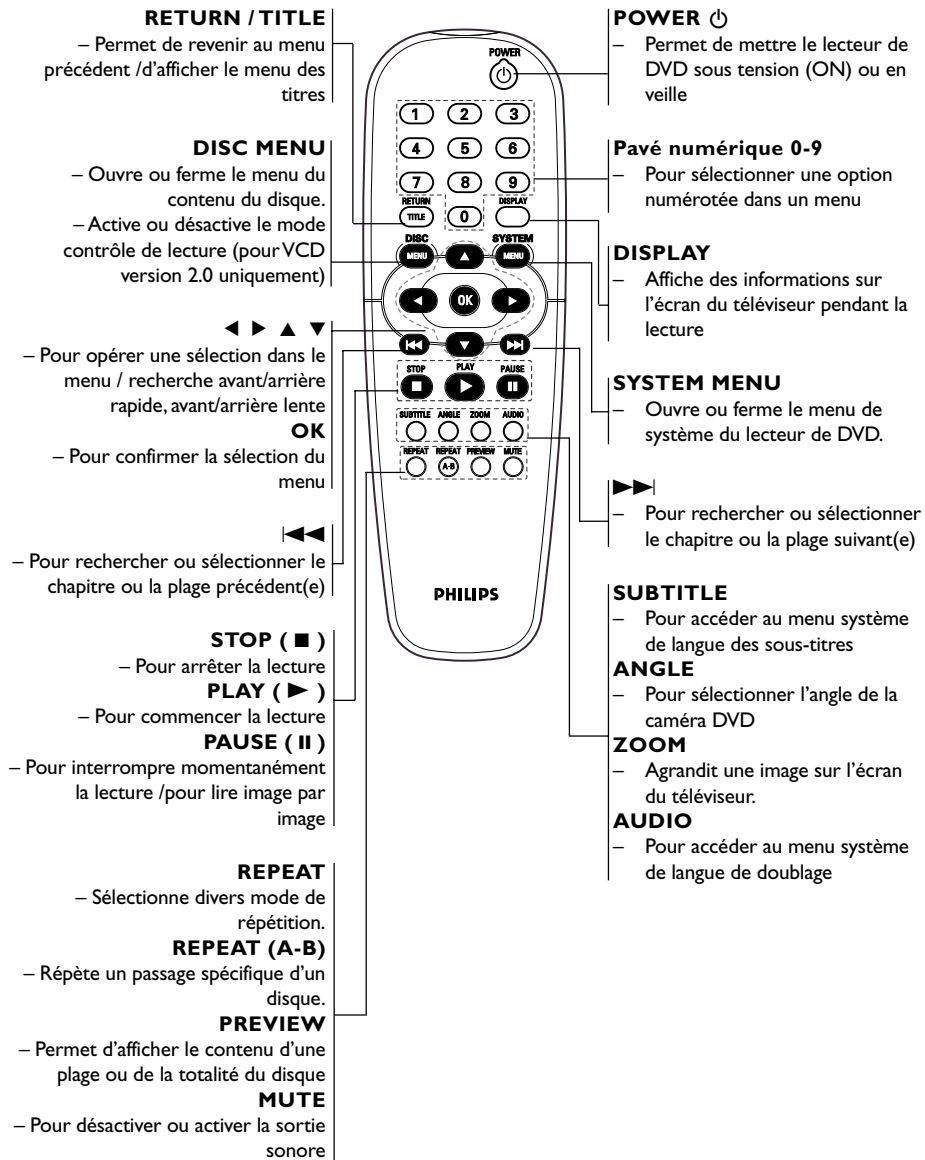 RETURN / TITLE
– Permet de revenir au menu
précédent /d'afficher le menu des
titres
DISC MENU
– Ouvre ou ferme le menu du
contenu du disque.
– Active ou désactive le mode
contrôle de lecture (pour VCD
version 2.0 uniquement)
◀ ▶ ▲ ▼
– Pour opérer une sélection dans le
menu / recherche avant/arrière
rapide, avant/arrière lente
OK
– Pour confirmer la sélection du
menu
|◀◀
– Pour rechercher ou sélectionner le
chapitre ou la plage précédent(e)
STOP ( ■ )
– Pour arrêter la lecture
PLAY ( ▶ )
– Pour commencer la lecture
PAUSE ( II )
– Pour interrompre momentanément
la lecture /pour lire image par
image
REPEAT
– Sélectionne divers mode de
répétition.
REPEAT (A-B)
– Répète un passage spécifique d'un
disque.
PREVIEW
– Permet d'afficher le contenu d'une
plage ou de la totalité du disque
MUTE
– Pour désactiver ou activer la sortie
sonore
POWER
1 2 3
4 5 6
7 8 9
RETURN DISPLAY
TITLE 0
DISC SYSTEM
MENU ▲ MENU
◀ OK ▶
|◀◀ ▼ ▶▶|
STOP PLAY PAUSE
■ ▶ II
SUBTITLE ANGLE ZOOM AUDIO
REPEAT REPEAT PREVIEW MUTE
A-B
PHILIPS
POWER ⏻
– Permet de mettre le lecteur de
DVD sous tension (ON) ou en
veille
Pavé numérique 0-9
– Pour sélectionner une option
numérotée dans un menu
DISPLAY
– Affiche des informations sur
l'écran du téléviseur pendant la
lecture
SYSTEM MENU
– Ouvre ou ferme le menu de
système du lecteur de DVD.
▶▶|
– Pour rechercher ou sélectionner
le chapitre ou la plage suivant(e)
SUBTITLE
– Pour accéder au menu système
de langue des sous-titres
ANGLE
– Pour sélectionner l'angle de la
caméra DVD
ZOOM
– Agrandit une image sur l'écran
du téléviseur.
AUDIO
– Pour accéder au menu système
de langue de doublage